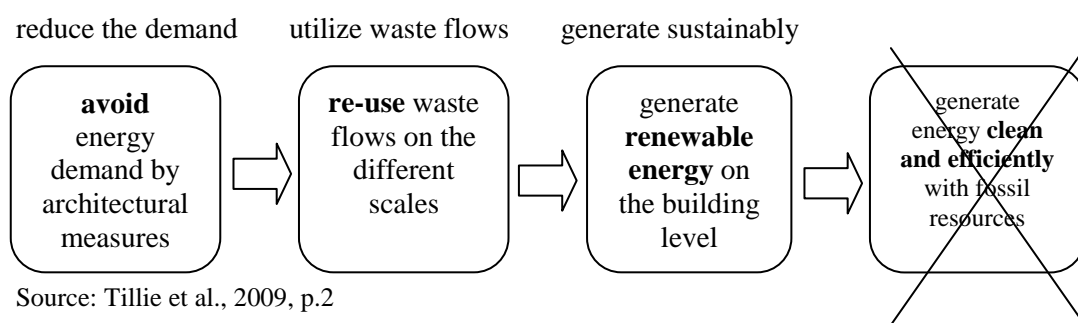 reduce the demand
utilize waste flows
generate sustainably
avoid
energy
demand by
architectural
measures
re-use waste
flows on the
different
scales
generate
renewable
energy on
the building
level
generate
energy clean
and efficiently
with fossil
resources
Source: Tillie et al., 2009, p.2